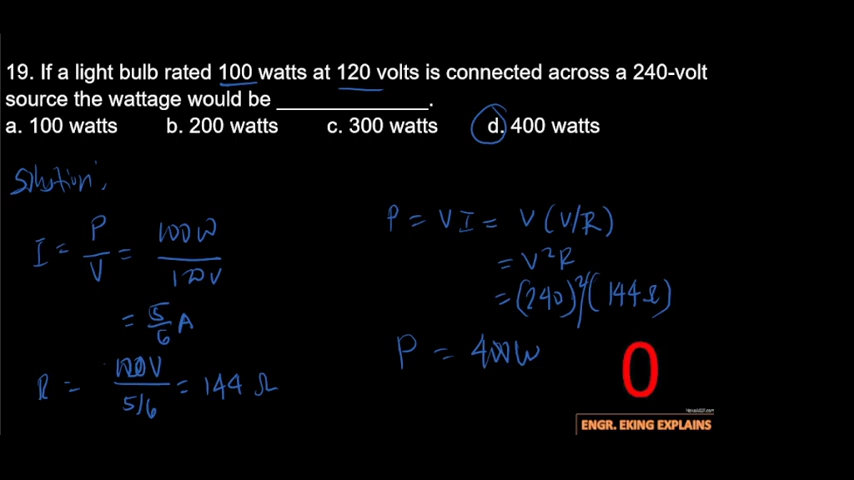 19. If a light bulb rated 100 watts at 120 volts is connected across a 240-volt
source the wattage would be ______________.
a. 100 watts b. 200 watts c. 300 watts d. 400 watts
Solution:
I = P/V = 100W/120V
= 5/6 A
R = 120V/5/6 = 144 Ω
P = VI = V (V/R)
= V²R
= (240)²(144Ω)
P = 400W
0
ENGR. EKING EXPLAINS